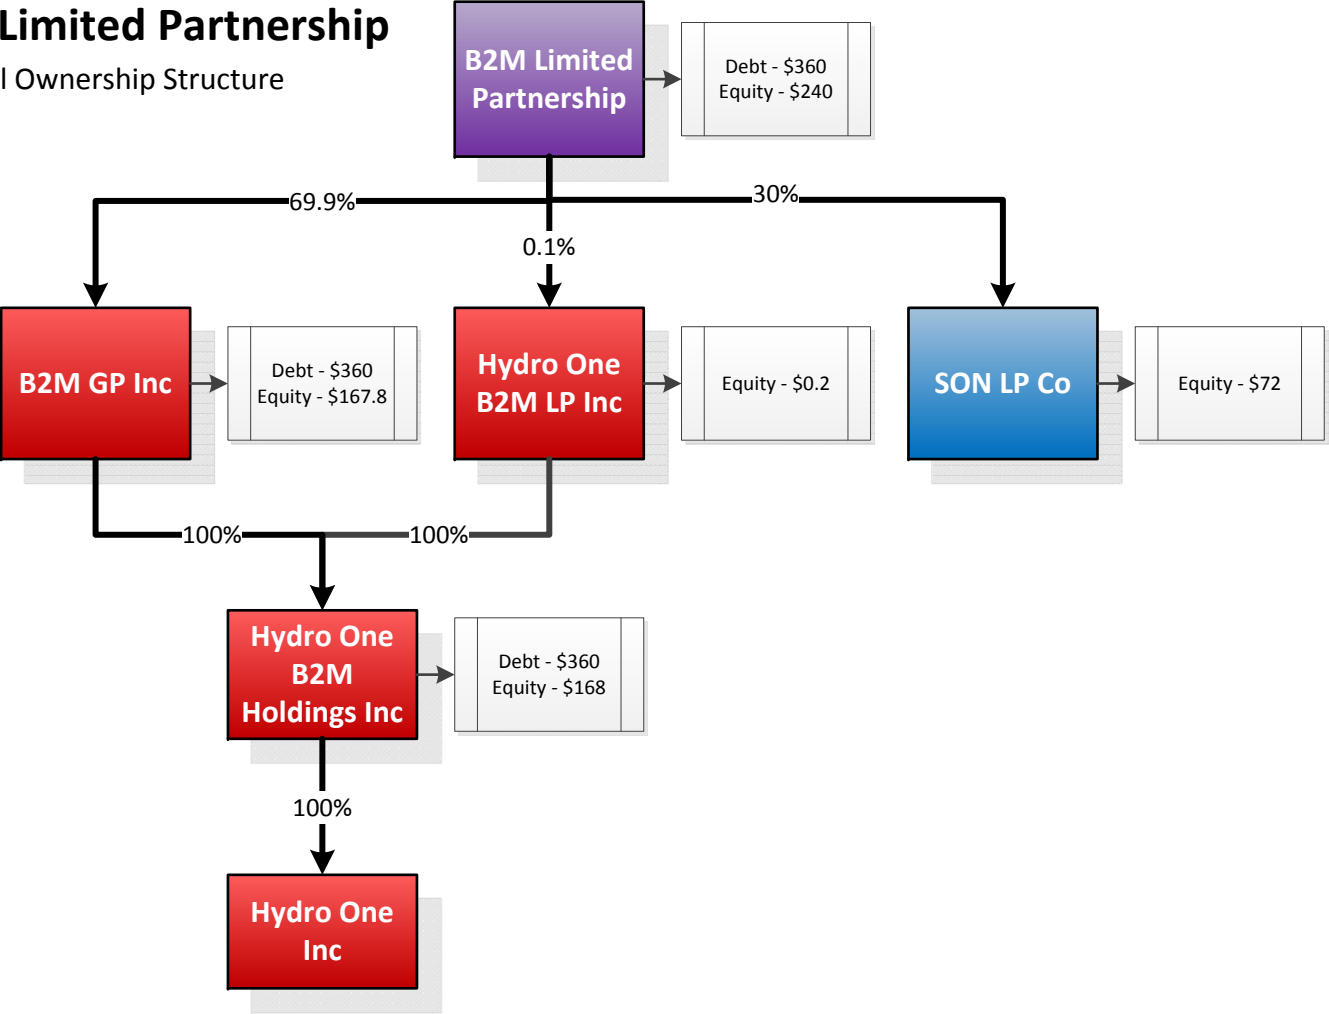 Limited Partnership
l Ownership Structure
B2M Limited
Partnership
Debt - $360
Equity - $240
69.9%
30%
0.1%
B2M GP Inc
Debt - $360
Equity - $167.8
Hydro One
B2M LP Inc
Equity - $0.2
SON LP Co
Equity - $72
100%
100%
Hydro One
B2M
Holdings Inc
Debt - $360
Equity - $168
100%
Hydro One
Inc